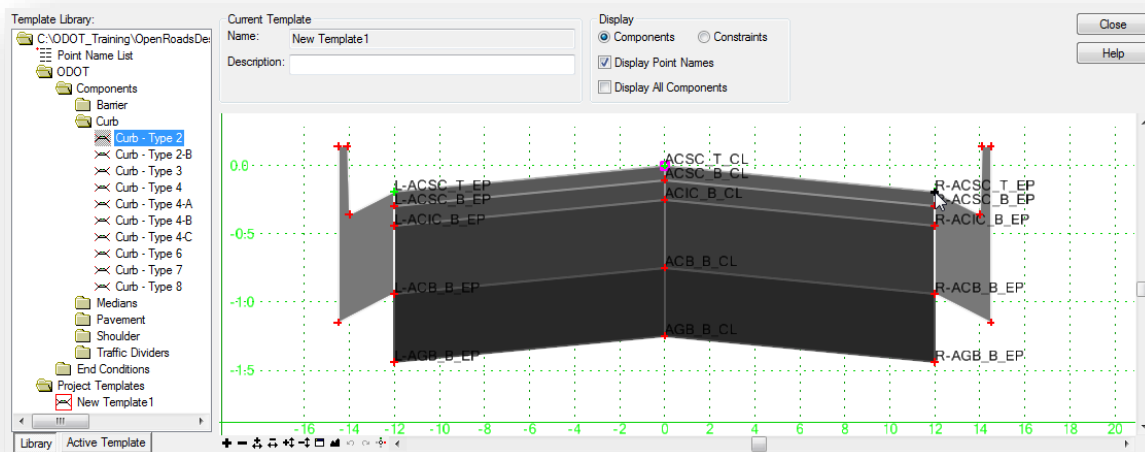 Template Library:
C:\ODOT_Training\OpenRoadsDes
Point Name List
ODOT
Components
Barrier
Curb
Curb - Type 2
Curb - Type 2-B
Curb - Type 3
Curb - Type 4
Curb - Type 4-A
Curb - Type 4-B
Curb - Type 4-C
Curb - Type 6
Curb - Type 7
Curb - Type 8
Medians
Pavement
Shoulder
Traffic Dividers
End Conditions
Project Templates
New Template1
Library Active Template
Current Template
Name: New Template1
Description:
Display
Components Constraints
Display Point Names
Display All Components
Close
Help
0.0
-0.5
-1.0
-1.5
ACSC_T_CL
ACSC_B_CL
ACIC_B_CL
ACB_B_CL
AGB_B_CL
L-ACSC_T_EP
L-ACSC_B_EP
L-ACIC_B_EP
L-ACB_B_EP
L-AGB_B_EP
R-ACSC_T_EP
R-ACSC_B_EP
R-ACIC_B_EP
R-ACB_B_EP
R-AGB_B_EP
-16 -14 -12 -10 -8 -6 -4 -2 0 2 4 6 8 10 12 14 16 18 20